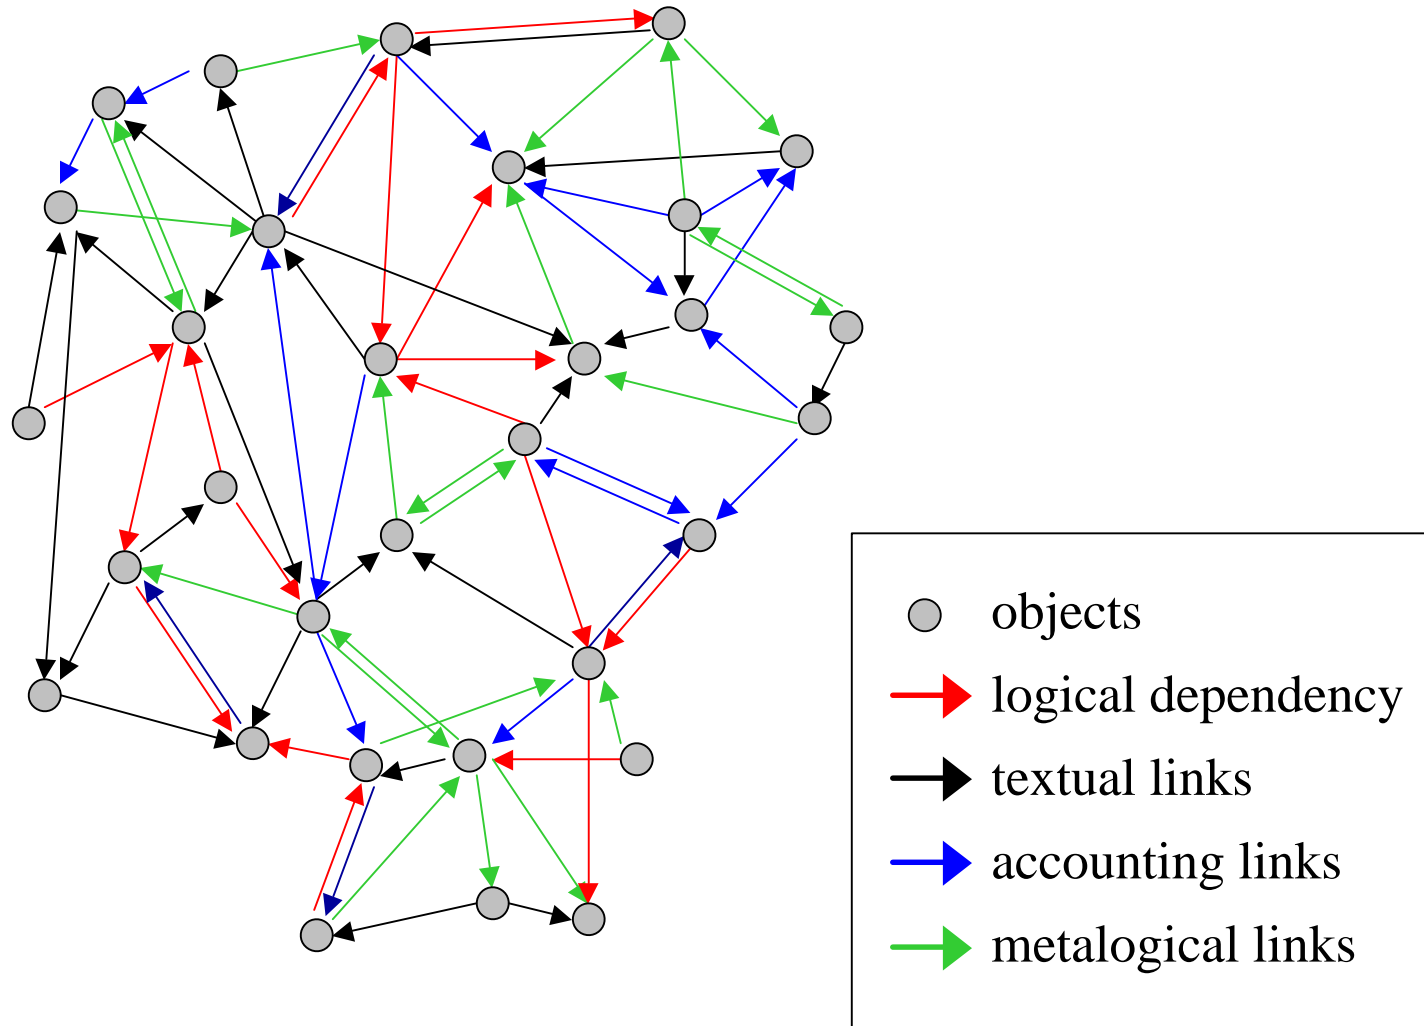 objects
logical dependency
textual links
accounting links
metalogical links